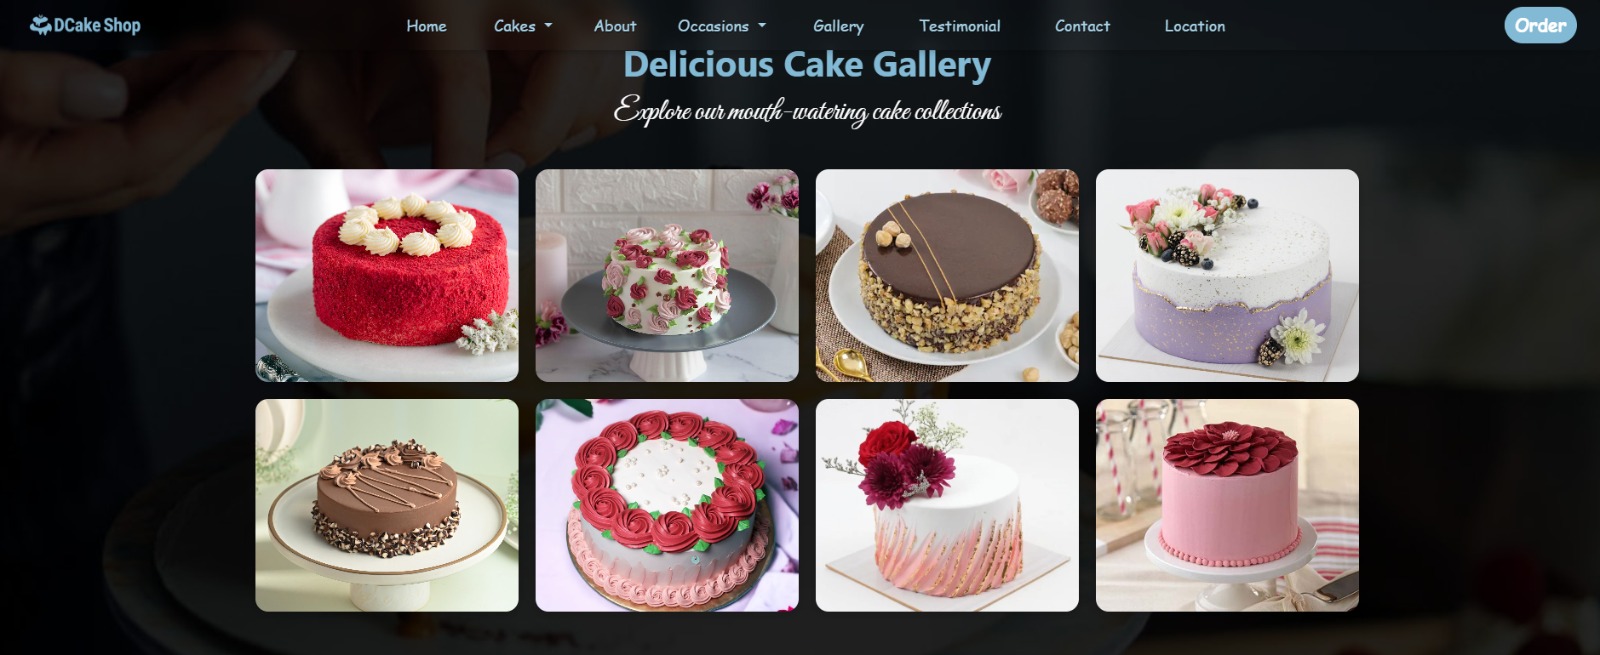 DCake Shop
Home
Cakes
About
Occasions
Gallery
Testimonial
Contact
Location
Order
Delicious Cake Gallery
Explore our mouth-watering cake collections